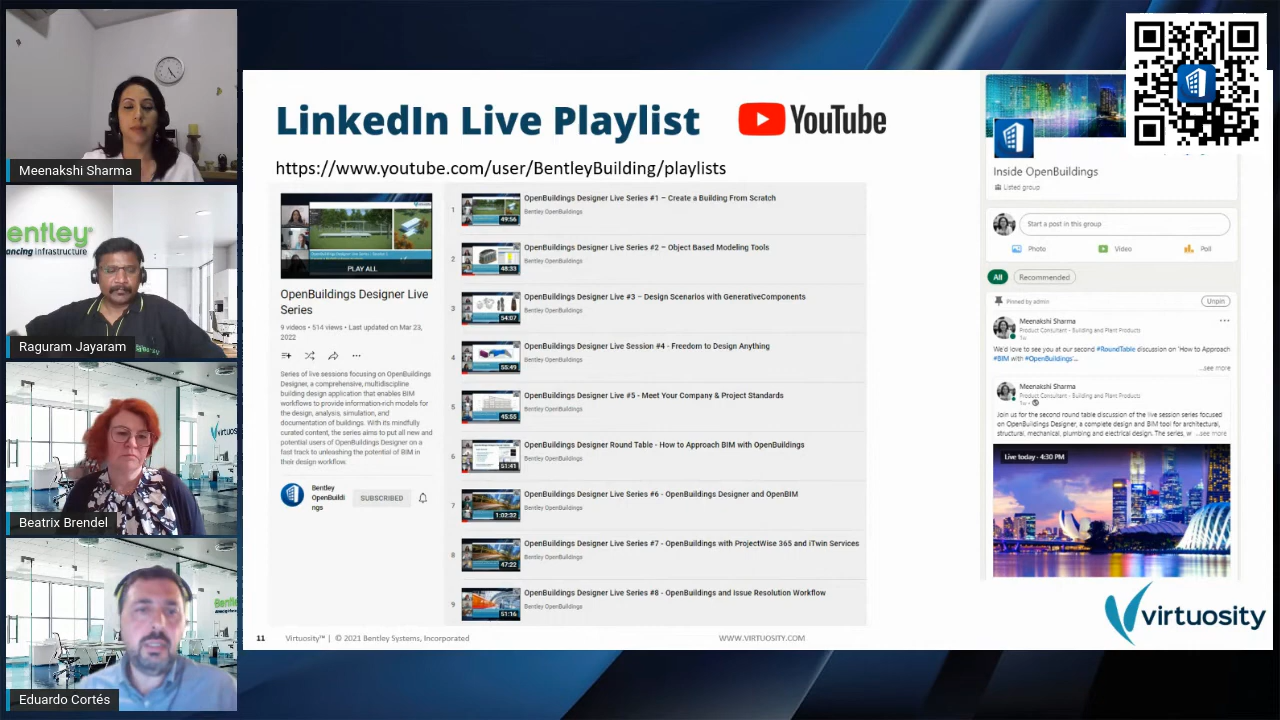 Meenakshi Sharma
entley
ncing infrastructure
Raguram Jayaram
Beatrix Brendel
Eduardo Cortés
LinkedIn Live Playlist
YouTube
https://www.youtube.com/user/BentleyBuilding/playlists
PLAY ALL
OpenBuildings Designer Live
Series
9 videos • 514 views • Last updated on Mar 23,
2022
Series of live sessions focusing on OpenBuildings
Designer, a comprehensive, multidiscipline
building design application that enables BIM
workflows to provide information-rich models for
the design, analysis, simulation, and
documentation of buildings. With its mindfully
curated content, the series aims to put all new and
potential users of OpenBuildings Designer on a
fast track to unleashing the potential of BIM in
their design workflow.
Bentley
OpenBuildi
ngs
SUBSCRIBED
1
49:56
OpenBuildings Designer Live Series #1 – Create a Building From Scratch
Bentley OpenBuildings
2
48:33
OpenBuildings Designer Live Series #2 – Object Based Modeling Tools
Bentley OpenBuildings
3
54:07
OpenBuildings Designer Live #3 – Design Scenarios with GenerativeComponents
Bentley OpenBuildings
4
55:49
OpenBuildings Designer Live Session #4 - Freedom to Design Anything
Bentley OpenBuildings
5
45:55
OpenBuildings Designer Live #5 - Meet Your Company & Project Standards
Bentley OpenBuildings
6
51:41
OpenBuildings Designer Round Table - How to Approach BIM with OpenBuildings
Bentley OpenBuildings
7
1:02:32
OpenBuildings Designer Live Series #6 - OpenBuildings Designer and OpenBIM
Bentley OpenBuildings
8
47:22
OpenBuildings Designer Live Series #7 - OpenBuildings with ProjectWise 365 and iTwin Services
Bentley OpenBuildings
9
51:16
OpenBuildings Designer Live Series #8 - OpenBuildings and Issue Resolution Workflow
Bentley OpenBuildings
Inside OpenBuildings
Listed group
Start a post in this group
Photo
Video
Poll
All
Recommended
Pinned by admin
Unpin
Meenakshi Sharma
Product Consultant - Building and Plant Products
1w
We'd love to see you at our second #RoundTable discussion on 'How to Approach
#BIM with #OpenBuildings'...
...see more
Meenakshi Sharma
Product Consultant - Building and Plant Products
1w •
Join us for the second round table discussion of the live session series focused
on OpenBuildings Designer, a complete design and BIM tool for architectural,
structural, mechanical, plumbing and electrical design. The series, w ...see more
Live today - 4:30 PM
virtuosity
11
Virtuosity™ | © 2021 Bentley Systems, Incorporated
WWW.VIRTUOSITY.COM